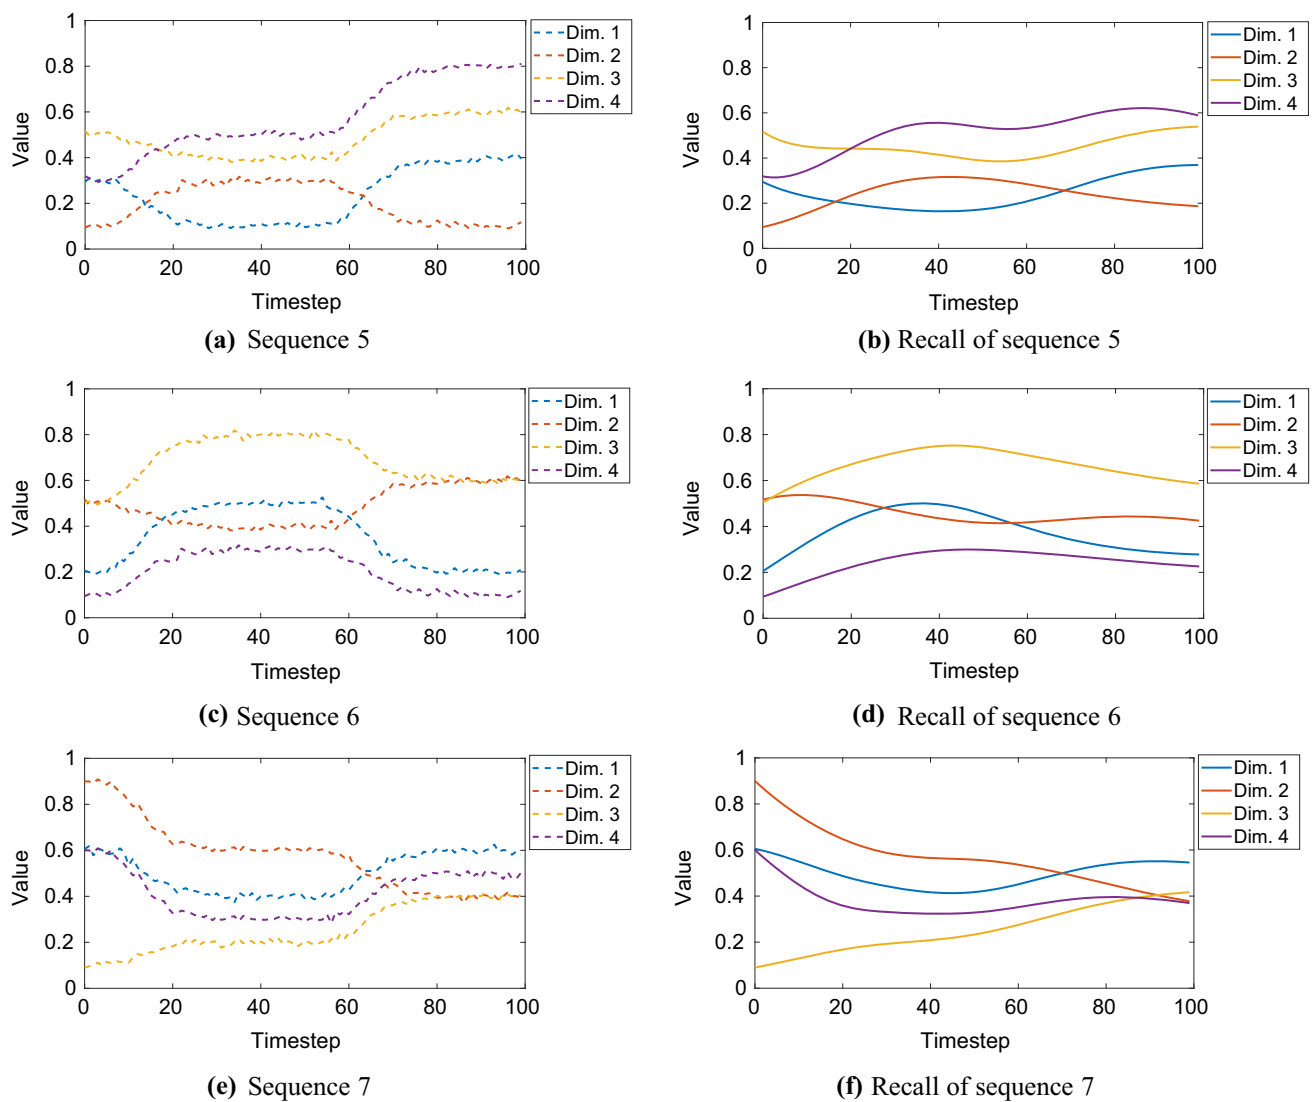 1
0.8
0.6
0.4
0.2
0
Value
0 20 40 60 80 100
Timestep
Dim. 1
Dim. 2
Dim. 3
Dim. 4
(a) Sequence 5
1
0.8
0.6
0.4
0.2
0
Value
0 20 40 60 80 100
Timestep
Dim. 1
Dim. 2
Dim. 3
Dim. 4
(b) Recall of sequence 5
1
0.8
0.6
0.4
0.2
0
Value
0 20 40 60 80 100
Timestep
Dim. 1
Dim. 2
Dim. 3
Dim. 4
(c) Sequence 6
1
0.8
0.6
0.4
0.2
0
Value
0 20 40 60 80 100
Timestep
Dim. 1
Dim. 2
Dim. 3
Dim. 4
(d) Recall of sequence 6
1
0.8
0.6
0.4
0.2
0
Value
0 20 40 60 80 100
Timestep
Dim. 1
Dim. 2
Dim. 3
Dim. 4
(e) Sequence 7
1
0.8
0.6
0.4
0.2
0
Value
0 20 40 60 80 100
Timestep
Dim. 1
Dim. 2
Dim. 3
Dim. 4
(f) Recall of sequence 7